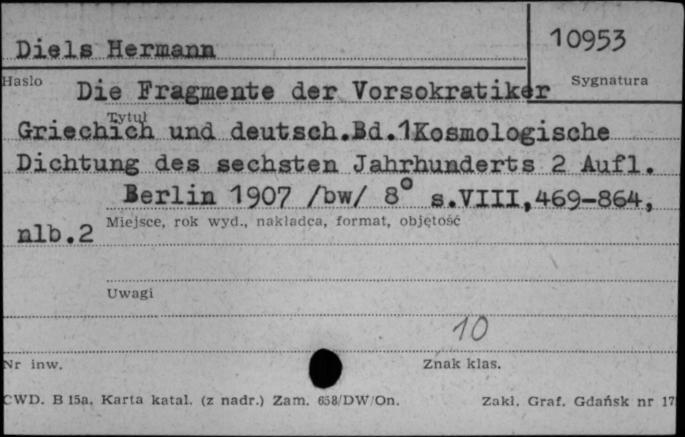 Diels Hermann
10953
Hasło
Sygnatura
Die Fragmente der Vorsokratiker
Tytuł
Griechich und deutsch.Bd.1Kosmologische
Dichtung des sechsten Jahrhunderts 2 Aufl.
Berlin 1907 /bw/ 8° s.VIII,469-864,
Miejsce, rok wyd., nakładca, format, objętość
nlb.2
Uwagi
10
Nr inw.
Znak klas.
CWD. B 15a. Karta katal. (z nadr.) Zam. 658/DW/On.
Zakł. Graf. Gdańsk nr 17